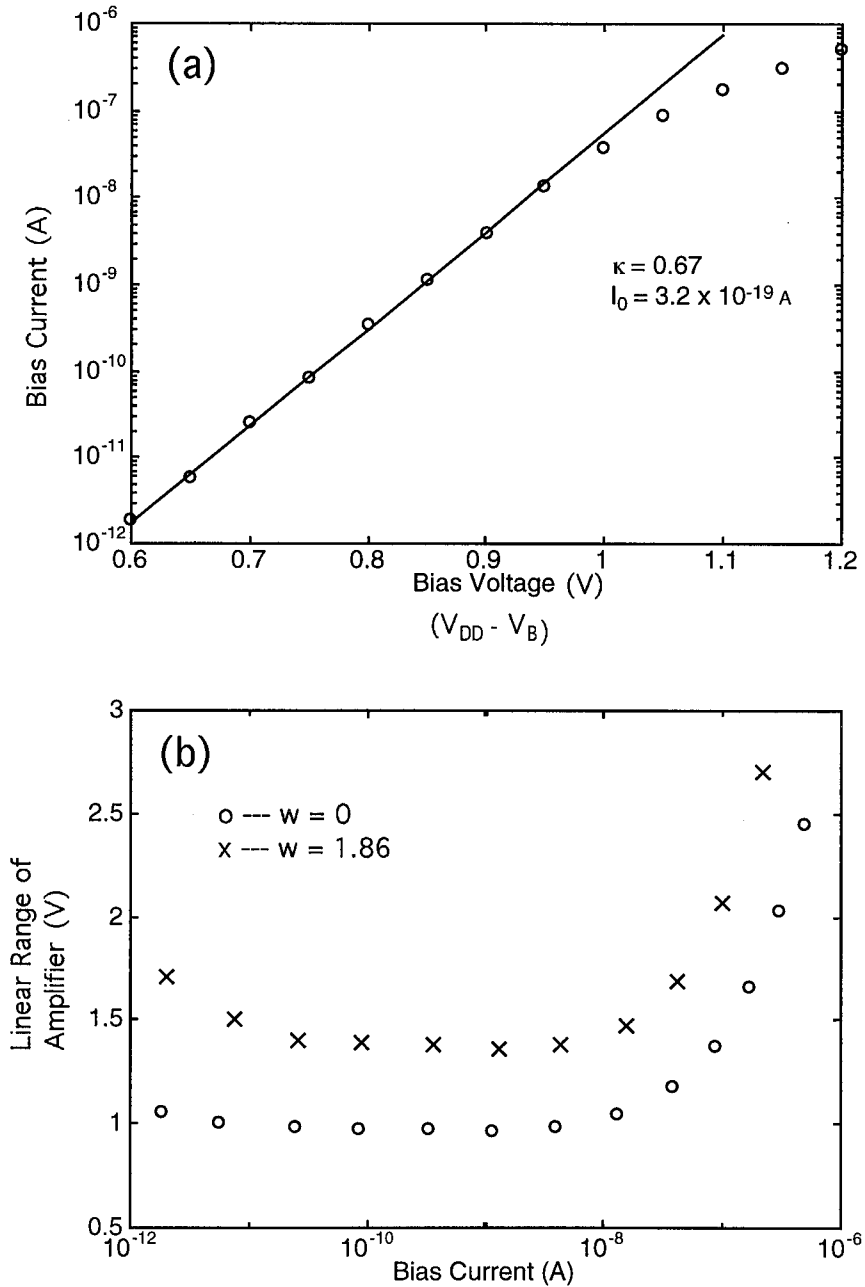 (a)
10⁻⁶
10⁻⁷
10⁻⁸
10⁻⁹
10⁻¹⁰
10⁻¹¹
10⁻¹²
Bias Current (A)
κ = 0.67
I₀ = 3.2 x 10⁻¹⁹ A
0.6 0.7 0.8 0.9 1 1.1 1.2
Bias Voltage (V)
(V_DD - V_B)
(b)
3
2.5
2
1.5
1
0.5
Linear Range of
Amplifier (V)
o --- w = 0
x --- w = 1.86
10⁻¹² 10⁻¹⁰ 10⁻⁸ 10⁻⁶
Bias Current (A)